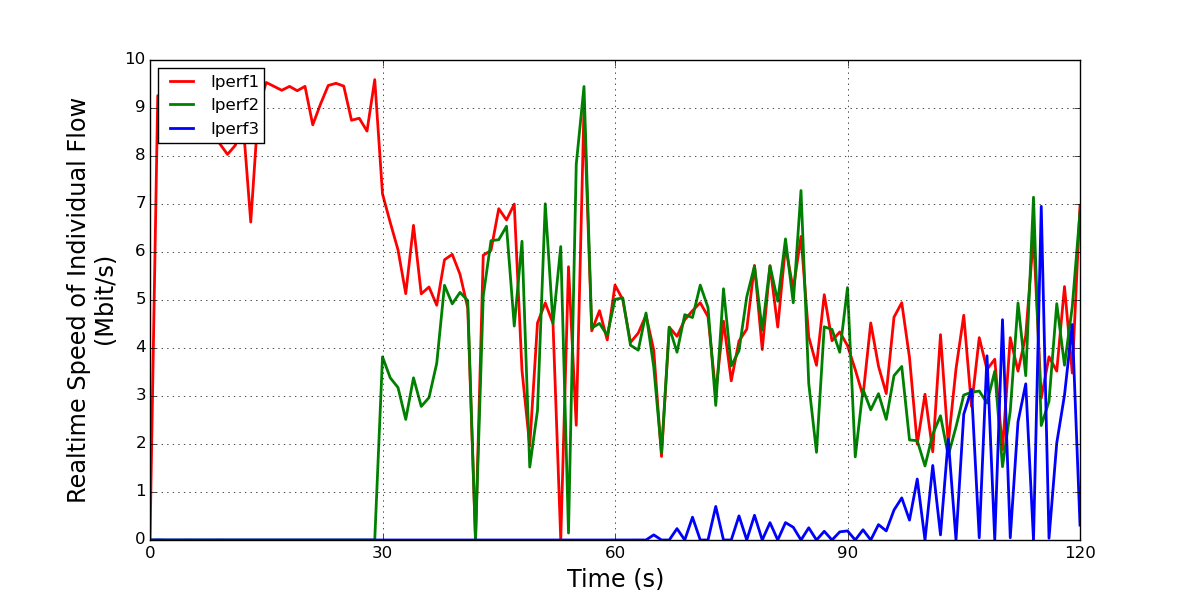 Realtime Speed of Individual Flow
(Mbit/s)
10
9
8
7
6
5
4
3
2
1
0
Iperf1
Iperf2
Iperf3
0 30 60 90 120
Time (s)